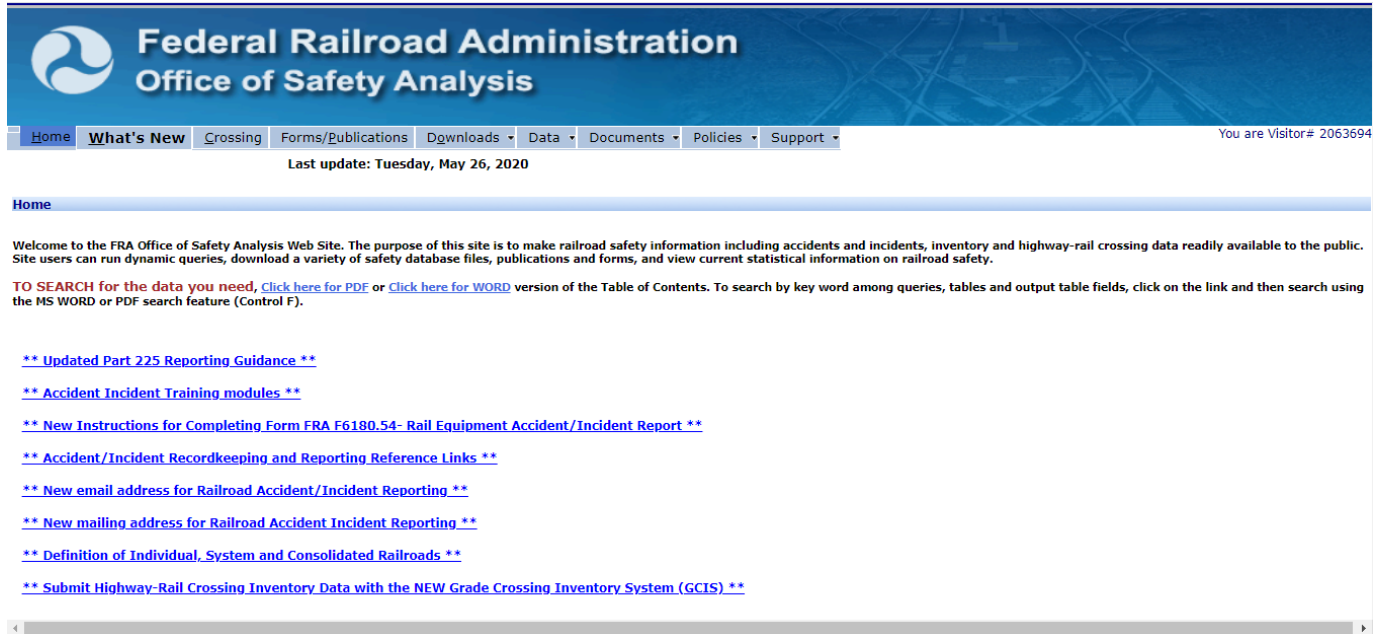 Federal Railroad Administration
Office of Safety Analysis
Home What's New Crossing Forms/Publications Downloads Data Documents Policies Support
You are Visitor# 2063694
Last update: Tuesday, May 26, 2020
Home
Welcome to the FRA Office of Safety Analysis Web Site. The purpose of this site is to make railroad safety information including accidents and incidents, inventory and highway-rail crossing data readily available to the public.
Site users can run dynamic queries, download a variety of safety database files, publications and forms, and view current statistical information on railroad safety.
TO SEARCH for the data you need, Click here for PDF or Click here for WORD version of the Table of Contents. To search by key word among queries, tables and output table fields, click on the link and then search using
the MS WORD or PDF search feature (Control F).
** Updated Part 225 Reporting Guidance **
** Accident Incident Training modules **
** New Instructions for Completing Form FRA F6180.54- Rail Equipment Accident/Incident Report **
** Accident/Incident Recordkeeping and Reporting Reference Links **
** New email address for Railroad Accident/Incident Reporting **
** New mailing address for Railroad Accident Incident Reporting **
** Definition of Individual, System and Consolidated Railroads **
** Submit Highway-Rail Crossing Inventory Data with the NEW Grade Crossing Inventory System (GCIS) **